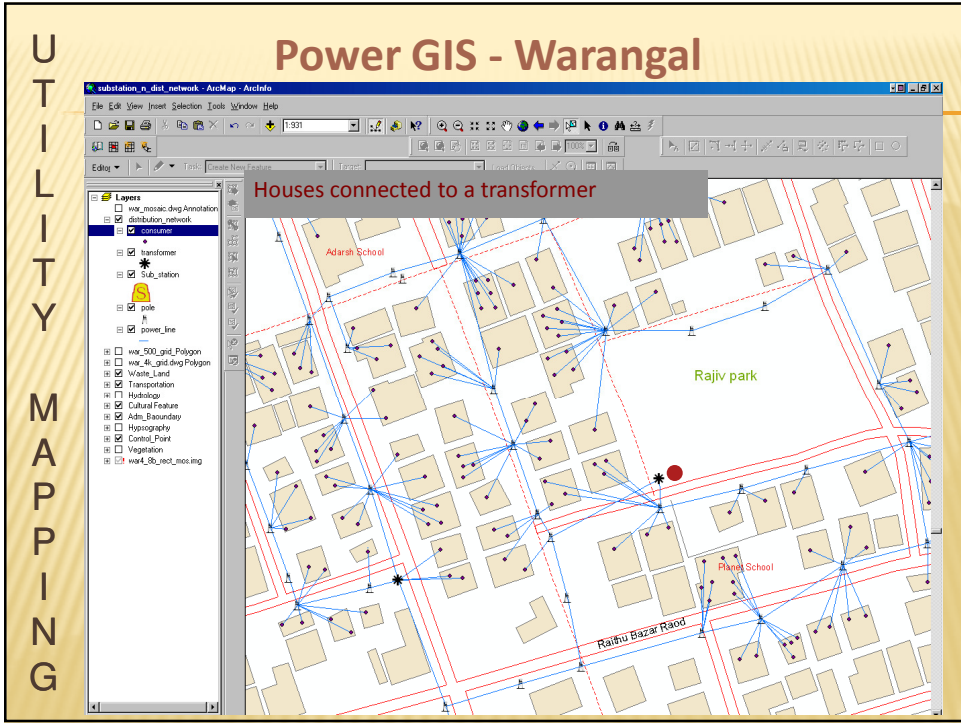 UTILITY MAPPING
Power GIS - Warangal
substation_n_dist_network - ArcMap - ArcInfo
File Edit View Insert Selection Tools Window Help
1:931
100%
Editor Task: Create New Feature Target:
Houses connected to a transformer
Layers
war_mosaic.dwg Annotation
distribution_network
consumer
transformer
Sub_station
S
pole
power_line
war_500_grid_Polygon
war_4k_grid.dwg Polygon
Waste_Land
Transportation
Hydrology
Cultural Feature
Adm_Baoundary
Hypsography
Control_Point
Vegetation
war4_8b_rect_mos.img
Adarsh School
Rajiv park
Planet School
Raithu Bazar Raod